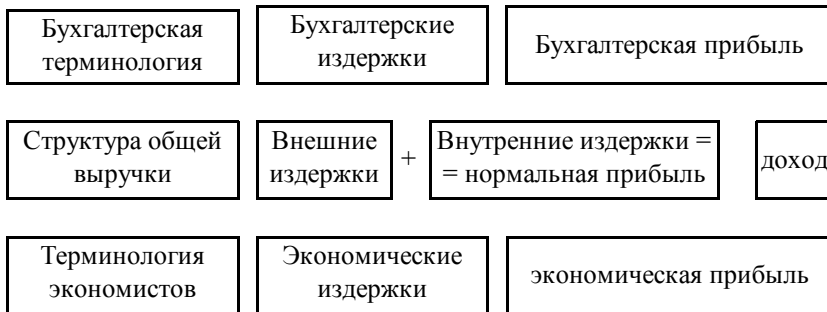 Бухгалтерская
терминология
Бухгалтерские
издержки
Бухгалтерская прибыль
Структура общей
выручки
Внешние
издержки
+
Внутренние издержки =
= нормальная прибыль
доход
Терминология
экономистов
Экономические
издержки
экономическая прибыль